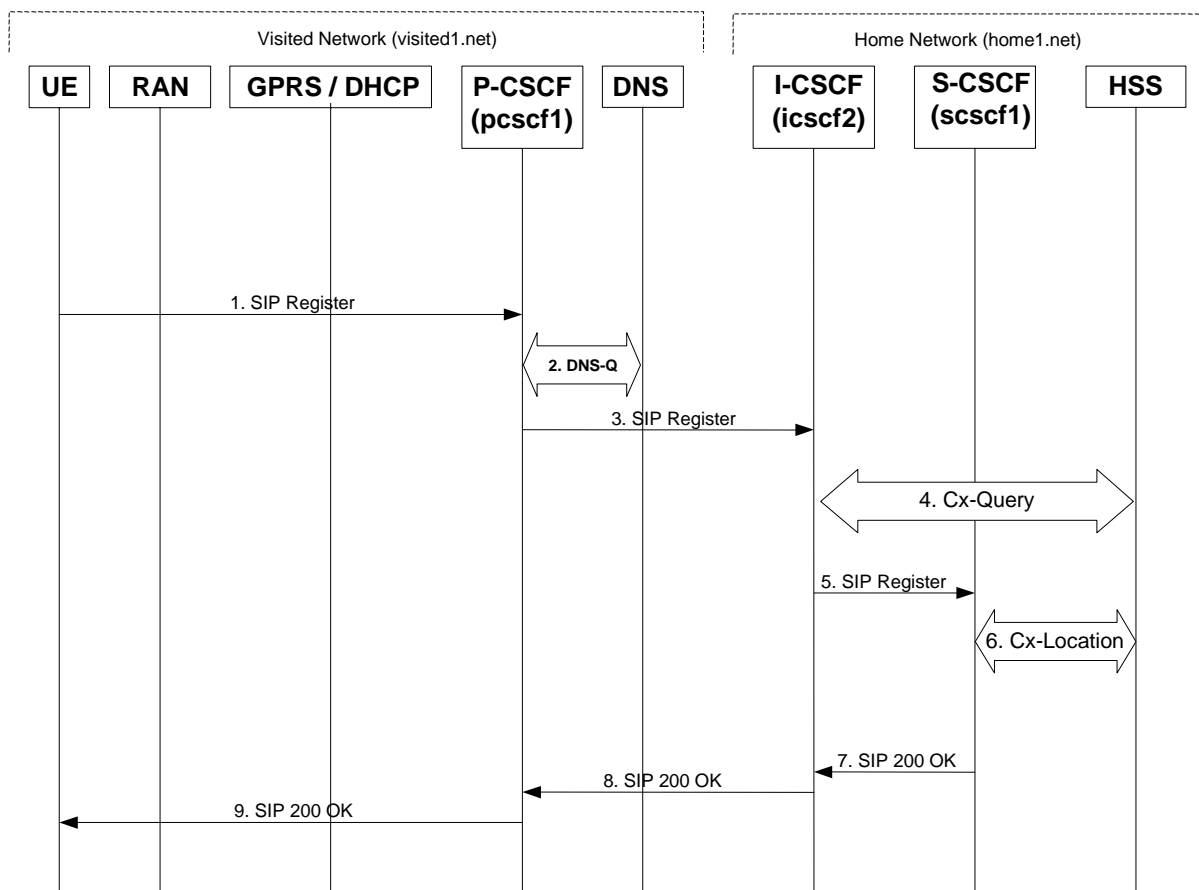 Visited Network (visited1.net)
Home Network (home1.net)
UE
RAN
GPRS / DHCP
P-CSCF
(pcscf1)
DNS
I-CSCF
(icscf2)
S-CSCF
(scscf1)
HSS
1. SIP Register
2. DNS-Q
3. SIP Register
4. Cx-Query
5. SIP Register
6. Cx-Location
7. SIP 200 OK
8. SIP 200 OK
9. SIP 200 OK